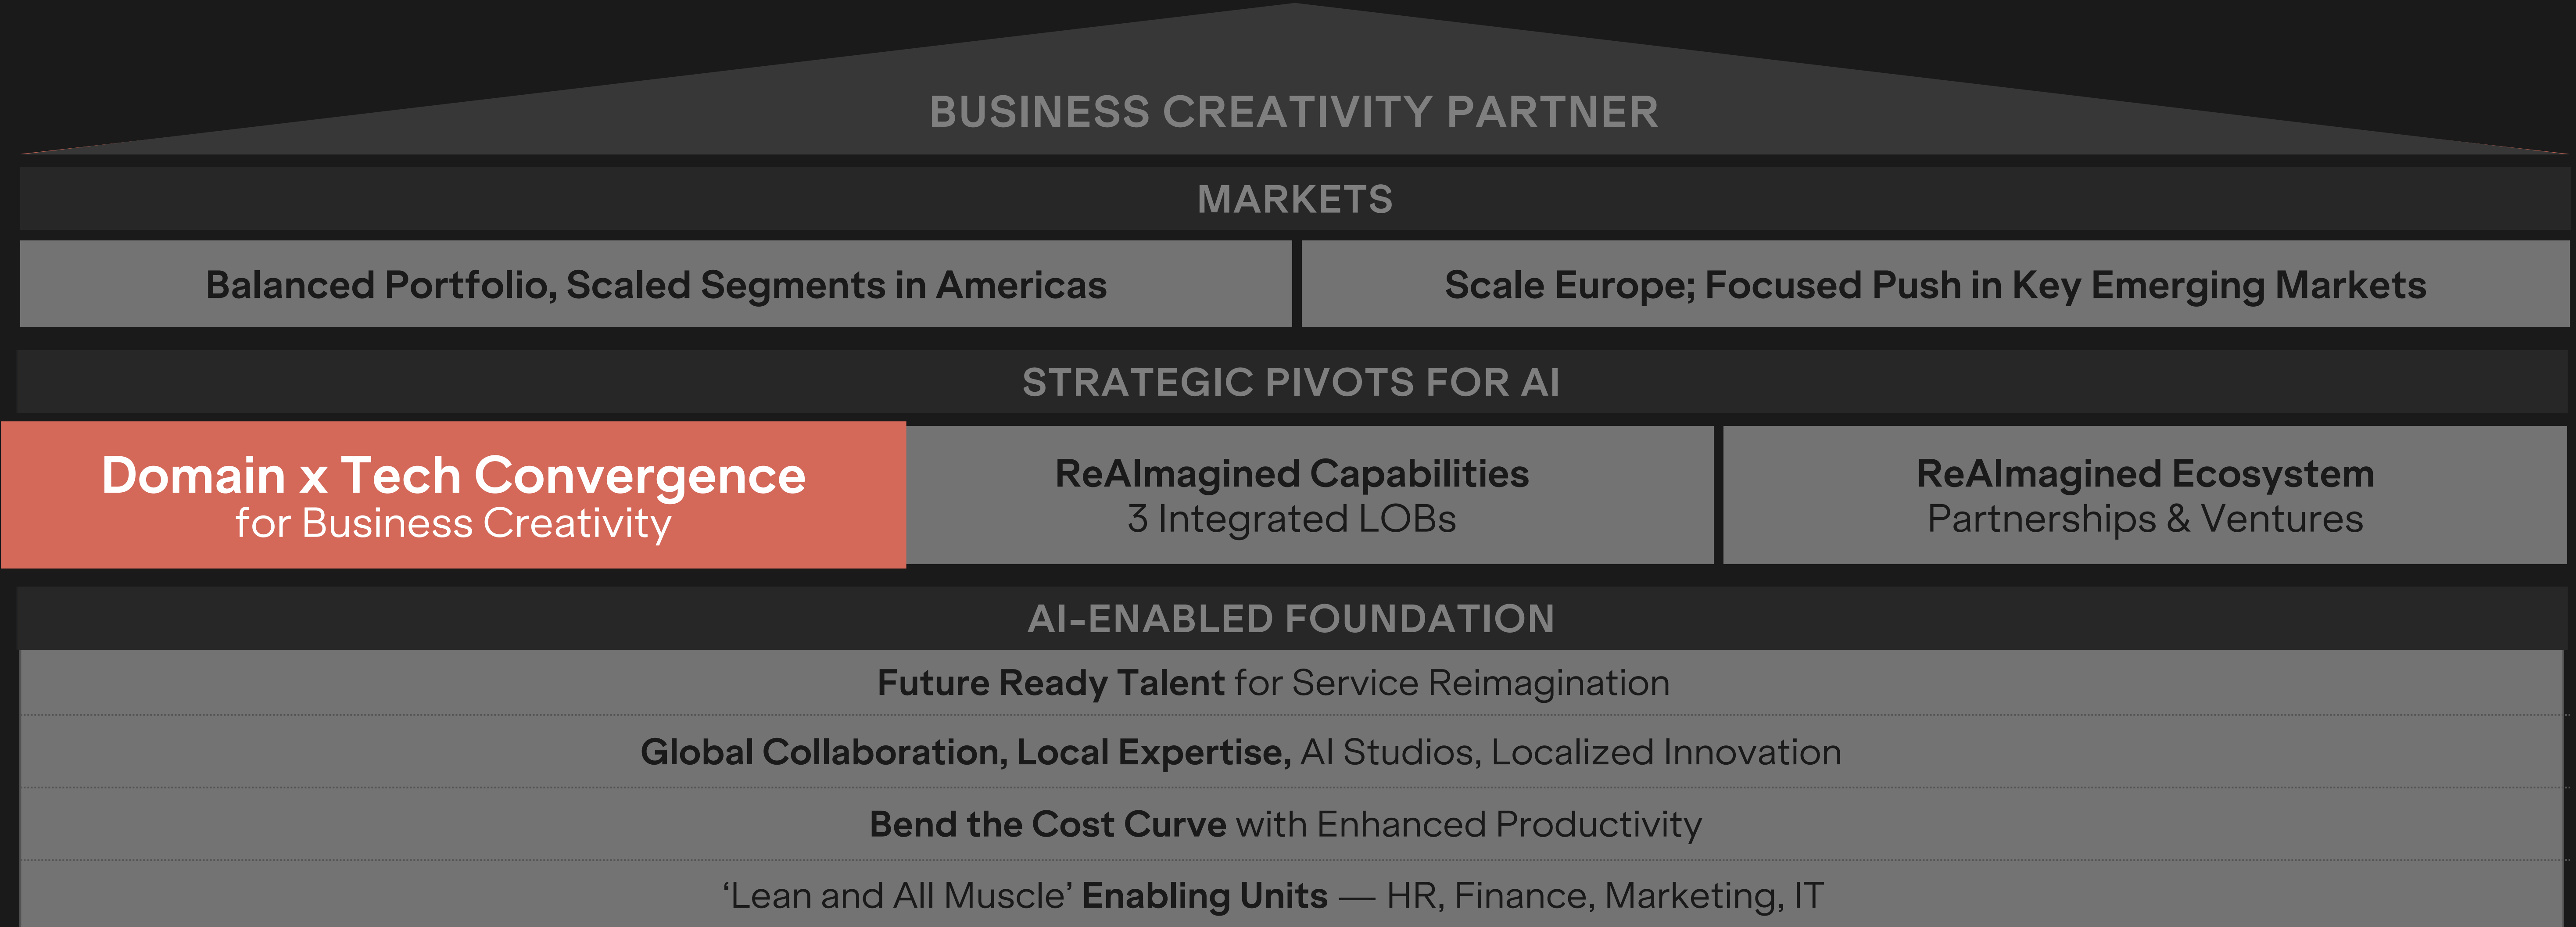 BUSINESS CREATIVITY PARTNER
MARKETS
Balanced Portfolio, Scaled Segments in Americas
Scale Europe; Focused Push in Key Emerging Markets
STRATEGIC PIVOTS FOR AI
Domain x Tech Convergence
for Business Creativity
ReAImagined Capabilities
3 Integrated LOBs
ReAImagined Ecosystem
Partnerships & Ventures
AI-ENABLED FOUNDATION
Future Ready Talent for Service Reimagination
Global Collaboration, Local Expertise, AI Studios, Localized Innovation
Bend the Cost Curve with Enhanced Productivity
‘Lean and All Muscle’ Enabling Units — HR, Finance, Marketing, IT